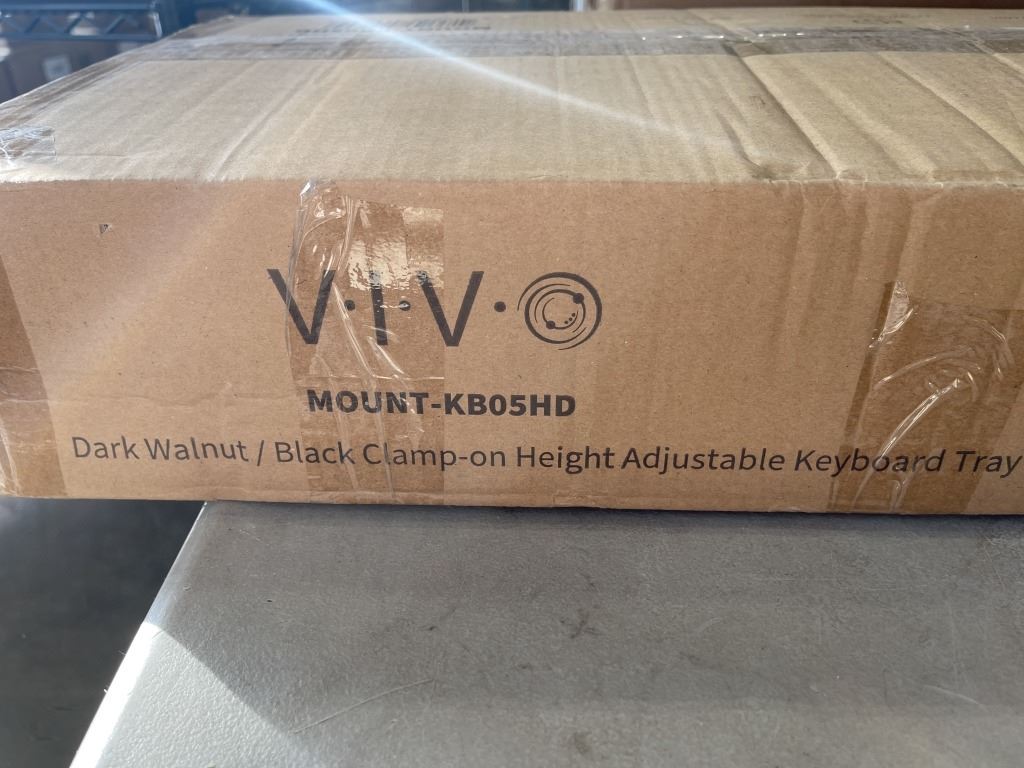 V·I·V·O
MOUNT-KB05HD
Dark Walnut / Black Clamp-on Height Adjustable Keyboard Tray